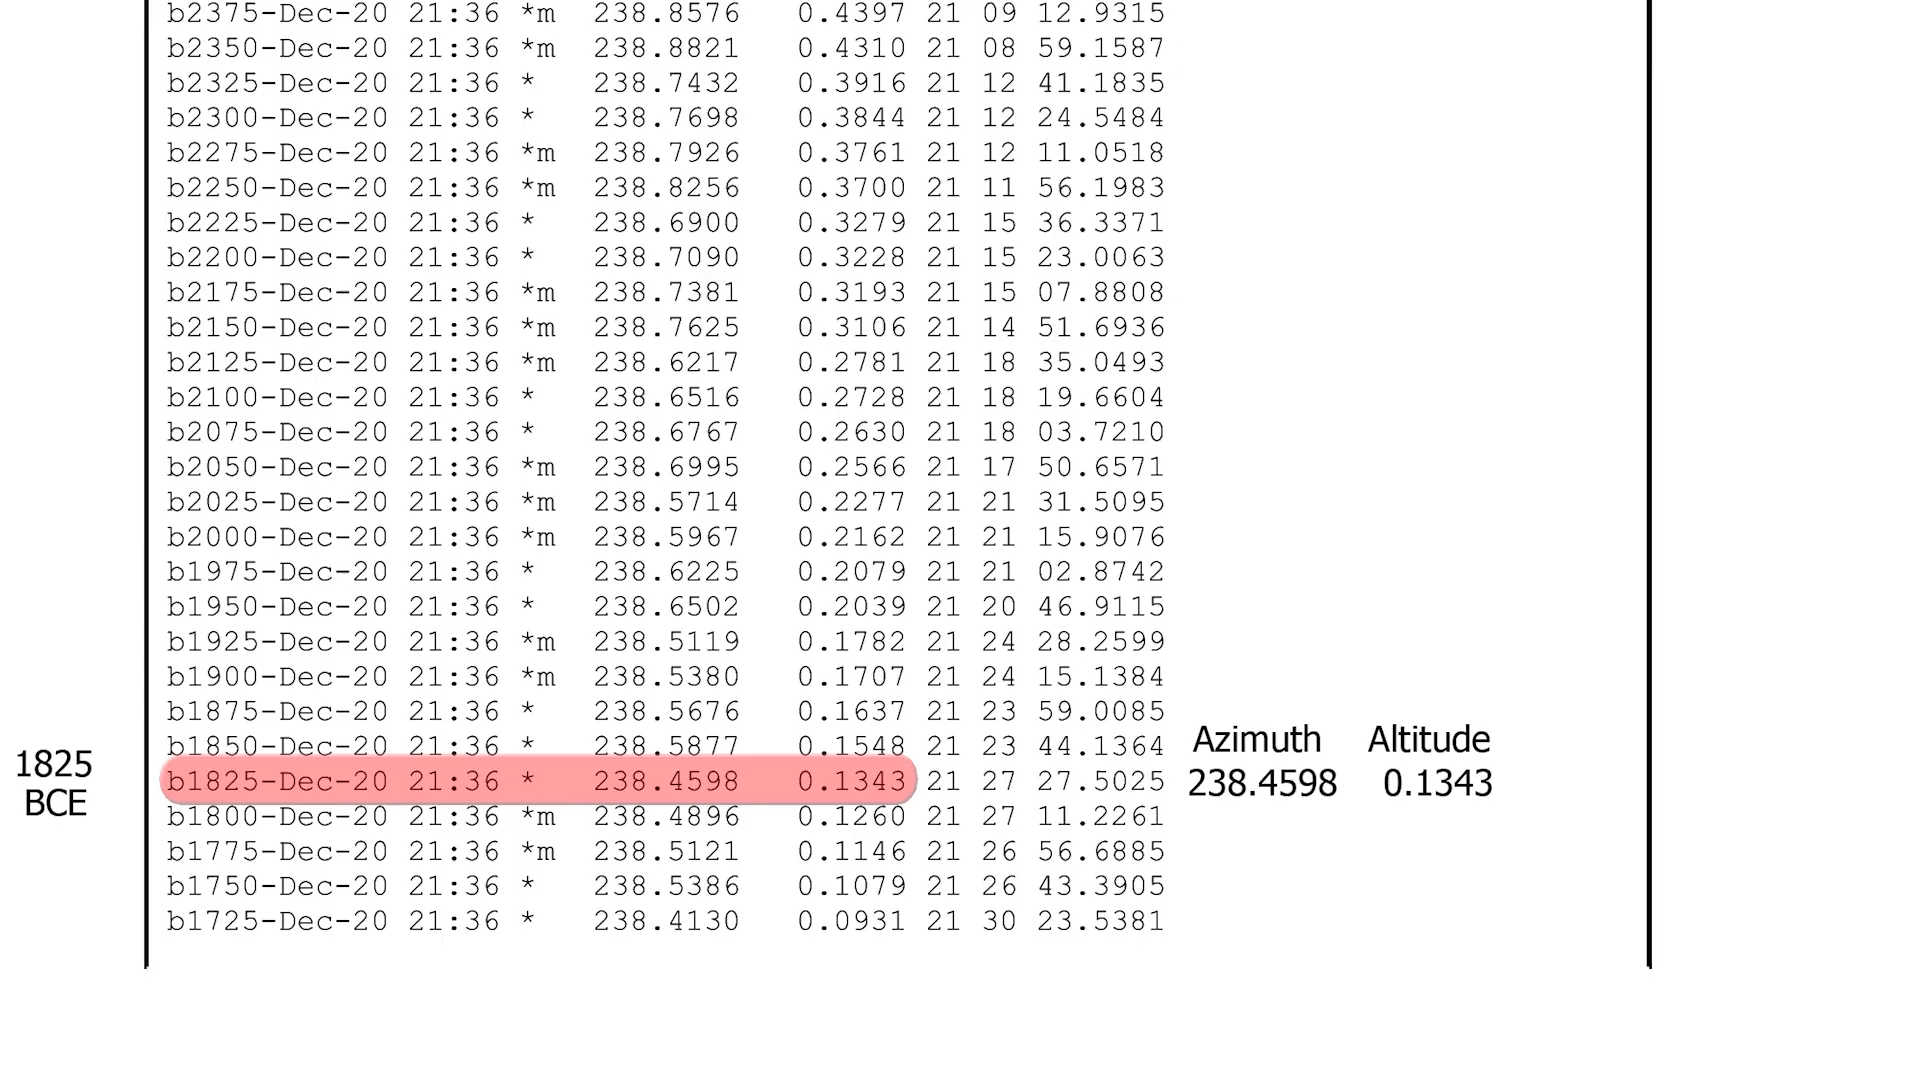 b2375-Dec-20 21:36 *m 238.8576 0.4397 21 09 12.9315
b2350-Dec-20 21:36 *m 238.8821 0.4310 21 08 59.1587
b2325-Dec-20 21:36 * 238.7432 0.3916 21 12 41.1835
b2300-Dec-20 21:36 * 238.7698 0.3844 21 12 24.5484
b2275-Dec-20 21:36 *m 238.7926 0.3761 21 12 11.0518
b2250-Dec-20 21:36 *m 238.8256 0.3700 21 11 56.1983
b2225-Dec-20 21:36 * 238.6900 0.3279 21 15 36.3371
b2200-Dec-20 21:36 * 238.7090 0.3228 21 15 23.0063
b2175-Dec-20 21:36 *m 238.7381 0.3193 21 15 07.8808
b2150-Dec-20 21:36 *m 238.7625 0.3106 21 14 51.6936
b2125-Dec-20 21:36 *m 238.6217 0.2781 21 18 35.0493
b2100-Dec-20 21:36 * 238.6516 0.2728 21 18 19.6604
b2075-Dec-20 21:36 * 238.6767 0.2630 21 18 03.7210
b2050-Dec-20 21:36 *m 238.6995 0.2566 21 17 50.6571
b2025-Dec-20 21:36 *m 238.5714 0.2277 21 21 31.5095
b2000-Dec-20 21:36 *m 238.5967 0.2162 21 21 15.9076
b1975-Dec-20 21:36 * 238.6225 0.2079 21 21 02.8742
b1950-Dec-20 21:36 * 238.6502 0.2039 21 20 46.9115
b1925-Dec-20 21:36 *m 238.5119 0.1782 21 24 28.2599
b1900-Dec-20 21:36 *m 238.5380 0.1707 21 24 15.1384
b1875-Dec-20 21:36 * 238.5676 0.1637 21 23 59.0085
b1850-Dec-20 21:36 * 238.5877 0.1548 21 23 44.1364 Azimuth Altitude
1825
BCE
b1825-Dec-20 21:36 * 238.4598 0.1343 21 27 27.5025 238.4598 0.1343
b1800-Dec-20 21:36 *m 238.4896 0.1260 21 27 11.2261
b1775-Dec-20 21:36 *m 238.5121 0.1146 21 26 56.6885
b1750-Dec-20 21:36 * 238.5386 0.1079 21 26 43.3905
b1725-Dec-20 21:36 * 238.4130 0.0931 21 30 23.5381